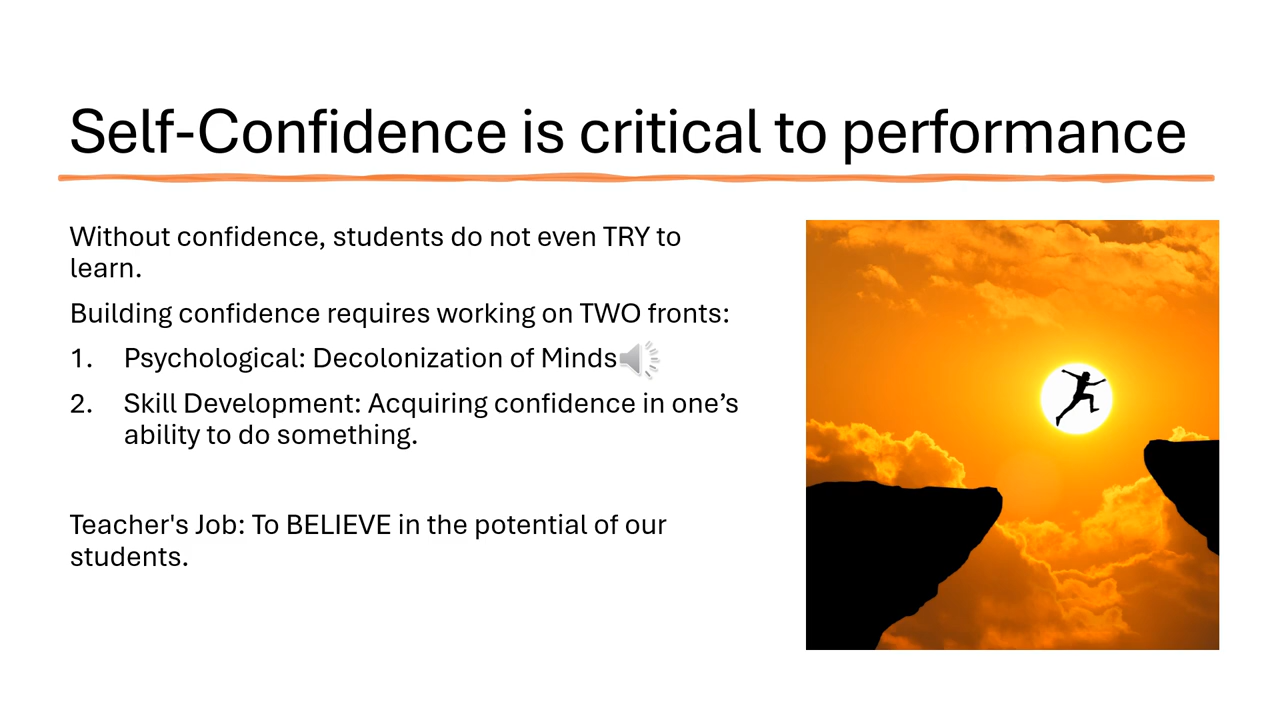 Self-Confidence is critical to performance
Without confidence, students do not even TRY to
learn.
Building confidence requires working on TWO fronts:
1. Psychological: Decolonization of Minds
2. Skill Development: Acquiring confidence in one’s
ability to do something.
Teacher's Job: To BELIEVE in the potential of our
students.